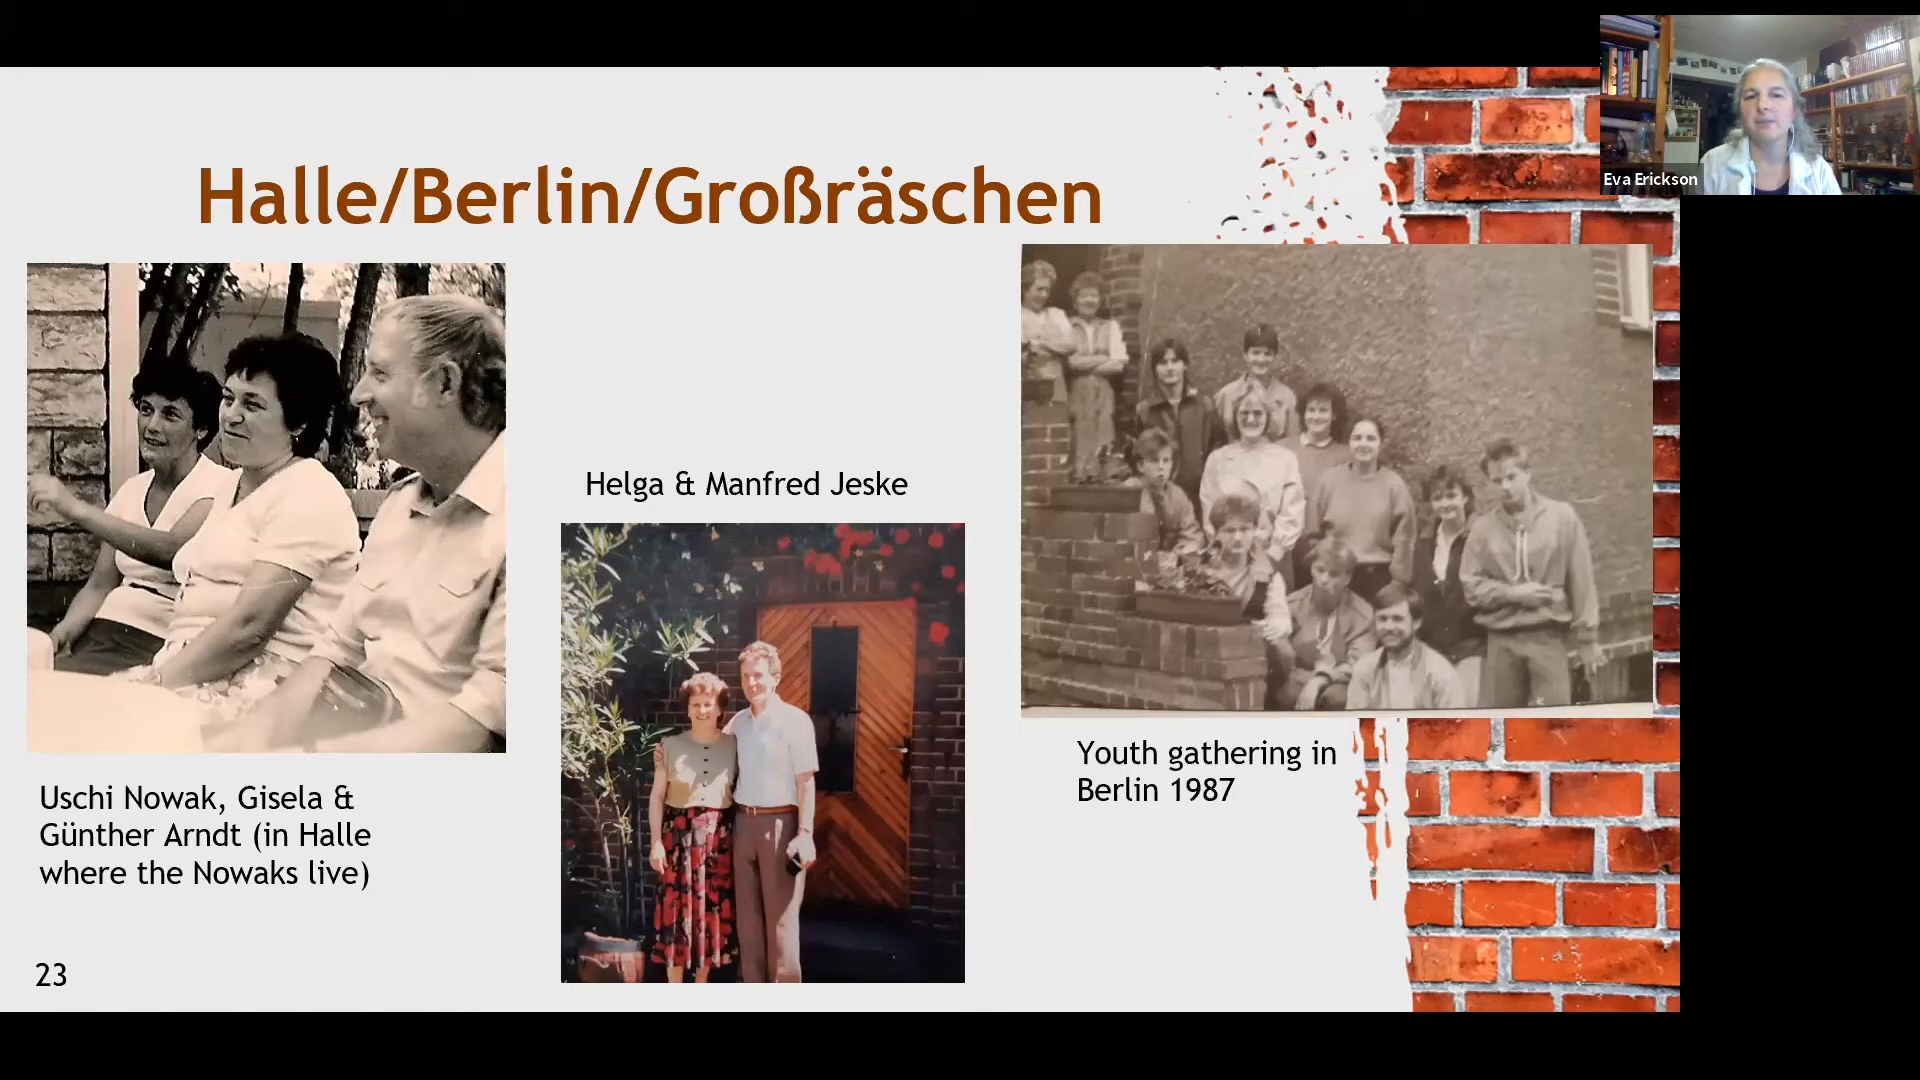 Eva Erickson
Halle/Berlin/Großräschen
Helga & Manfred Jeske
Uschi Nowak, Gisela &
Günther Arndt (in Halle
where the Nowaks live)
Youth gathering in
Berlin 1987
23